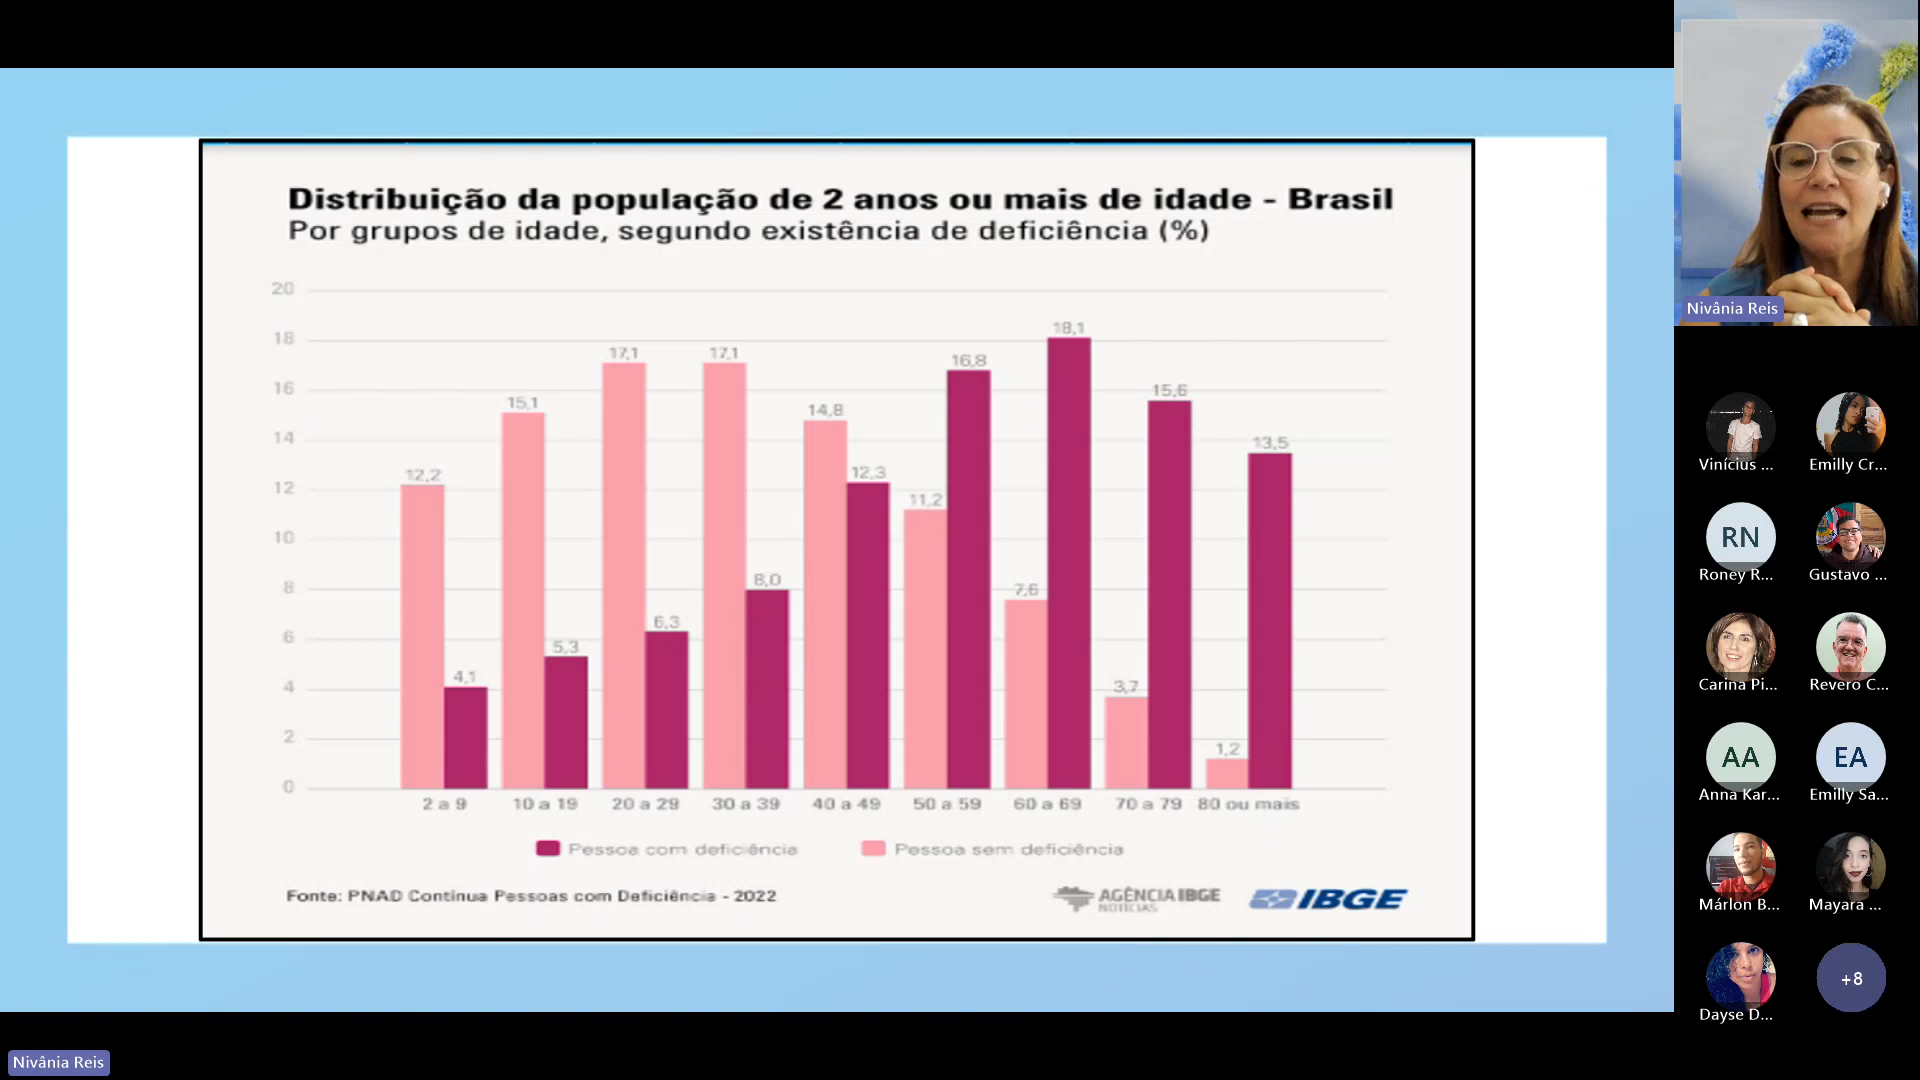 Distribuição da população de 2 anos ou mais de idade - Brasil
Por grupos de idade, segundo existência de deficiência (%)
20
18
16
14
12
10
8
6
4
2
0
12,2
4,1
15,1
5,3
17,1
6,3
17,1
8,0
14,8
12,3
11,2
16,8
7,6
18,1
3,7
15,6
1,2
13,5
2 a 9
10 a 19
20 a 29
30 a 39
40 a 49
50 a 59
60 a 69
70 a 79
80 ou mais
Pessoa com deficiência
Pessoa sem deficiência
Fonte: PNAD Contínua Pessoas com Deficiência - 2022
AGÊNCIA IBGE
NOTÍCIAS
IBGE
Nivânia Reis
Vinícius ...
Emilly Cr...
RN
Roney R...
Gustavo ...
Carina Pi...
Revero C...
AA
Anna Kar...
EA
Emilly Sa...
Márlon B...
Mayara ...
Dayse D...
+8
Nivânia Reis